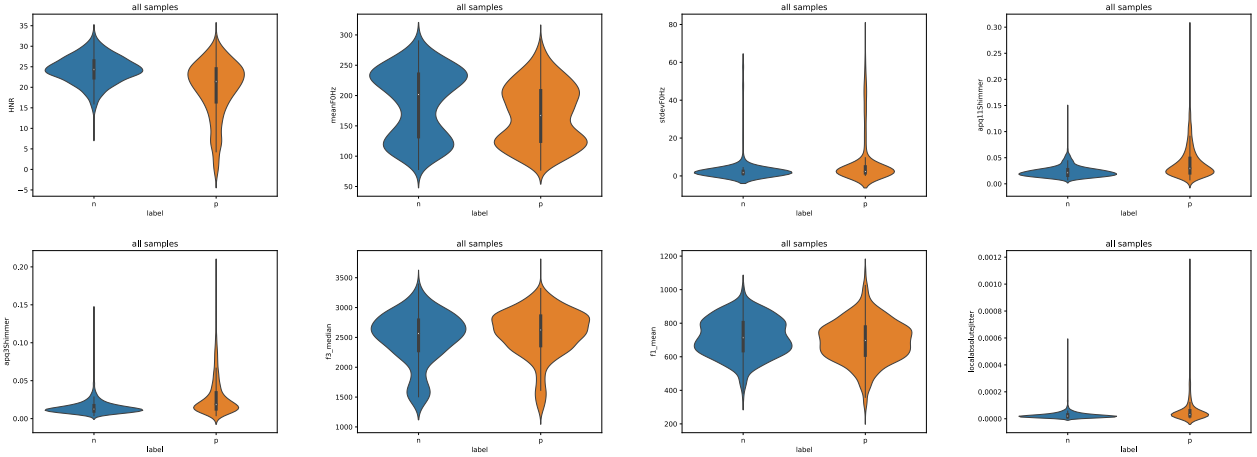 all samples
HNR
35
30
25
20
15
10
5
0
−5
n
p
label
all samples
meanF0Hz
300
250
200
150
100
50
n
p
label
all samples
stdevF0Hz
80
60
40
20
0
n
p
label
all samples
apq11Shimmer
0.30
0.25
0.20
0.15
0.10
0.05
0.00
n
p
label
all samples
apq3Shimmer
0.20
0.15
0.10
0.05
0.00
n
p
label
all samples
f3_median
3500
3000
2500
2000
1500
1000
n
p
label
all samples
f1_mean
1200
1000
800
600
400
200
n
p
label
all samples
localabsoluteJitter
0.0012
0.0010
0.0008
0.0006
0.0004
0.0002
0.0000
n
p
label